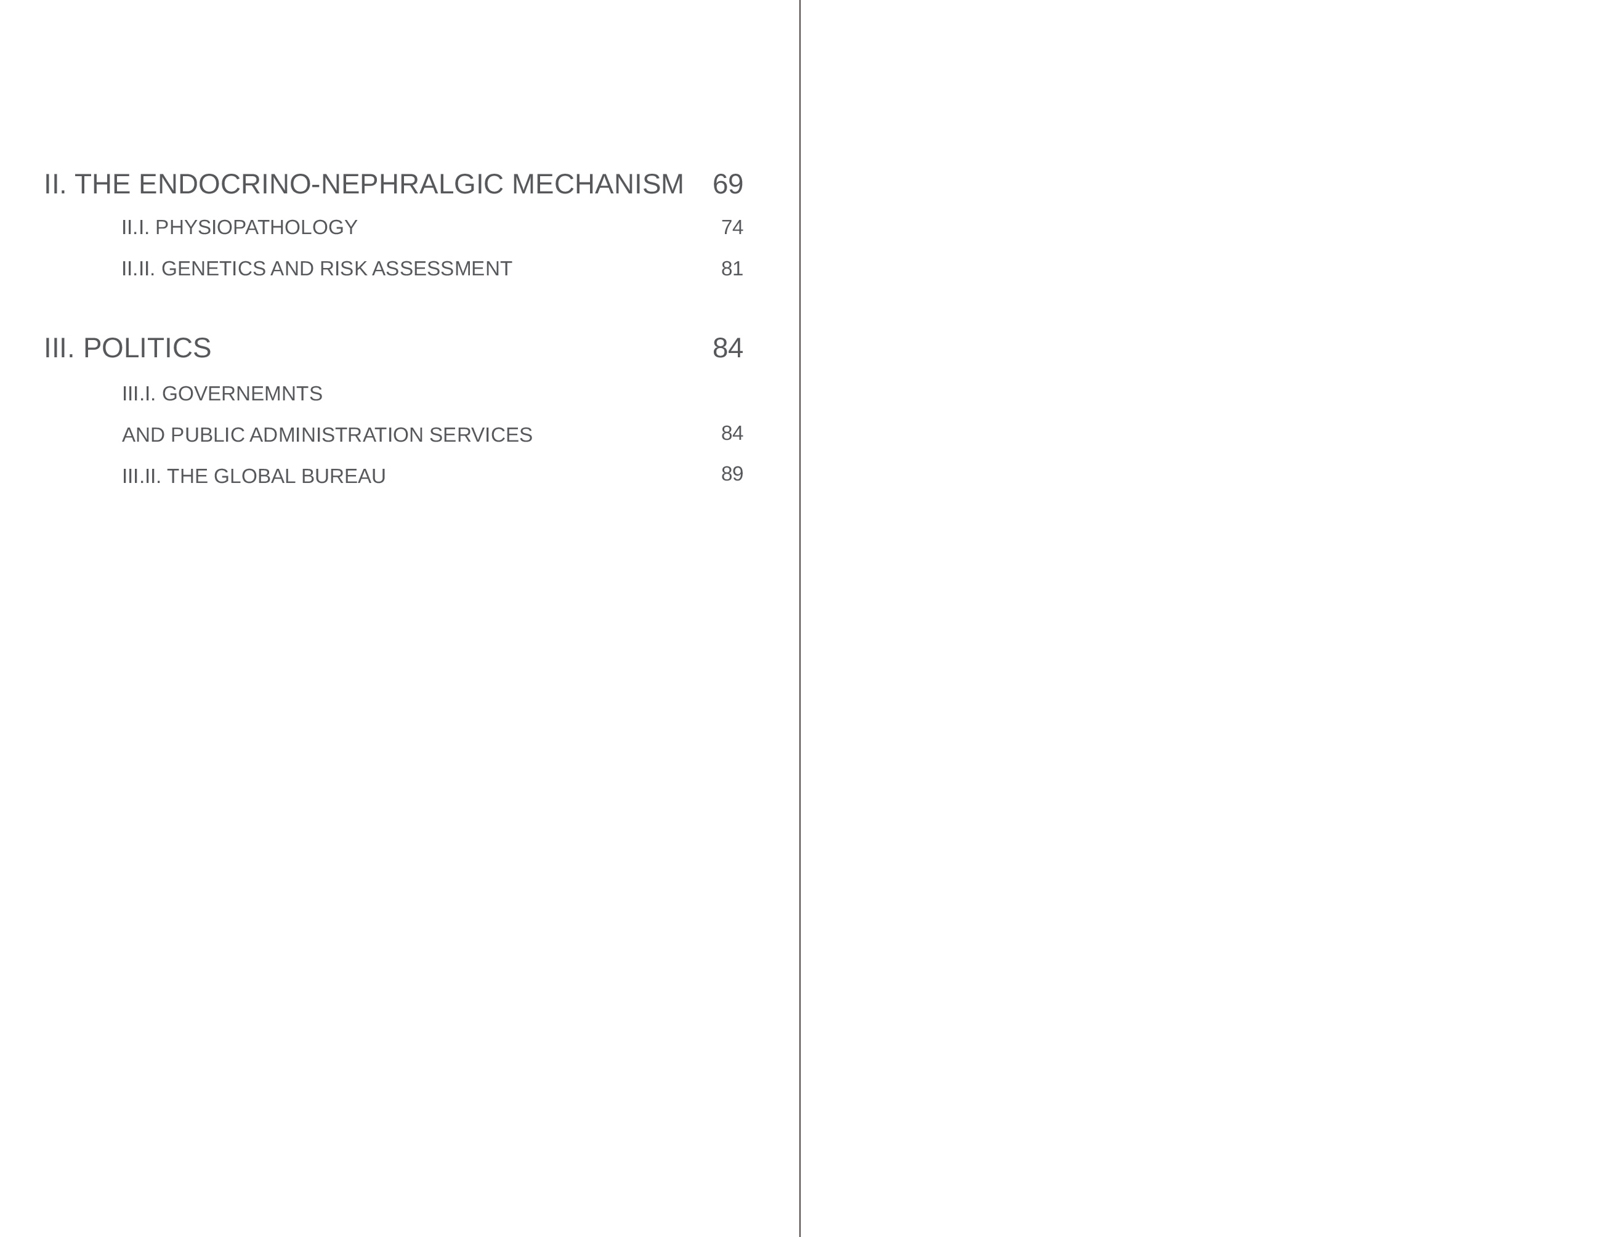 II. THE ENDOCRINO-NEPHRALGIC MECHANISM 69
II.I. PHYSIOPATHOLOGY 74
II.II. GENETICS AND RISK ASSESSMENT 81
III. POLITICS 84
III.I. GOVERNEMNTS
AND PUBLIC ADMINISTRATION SERVICES 84
III.II. THE GLOBAL BUREAU 89